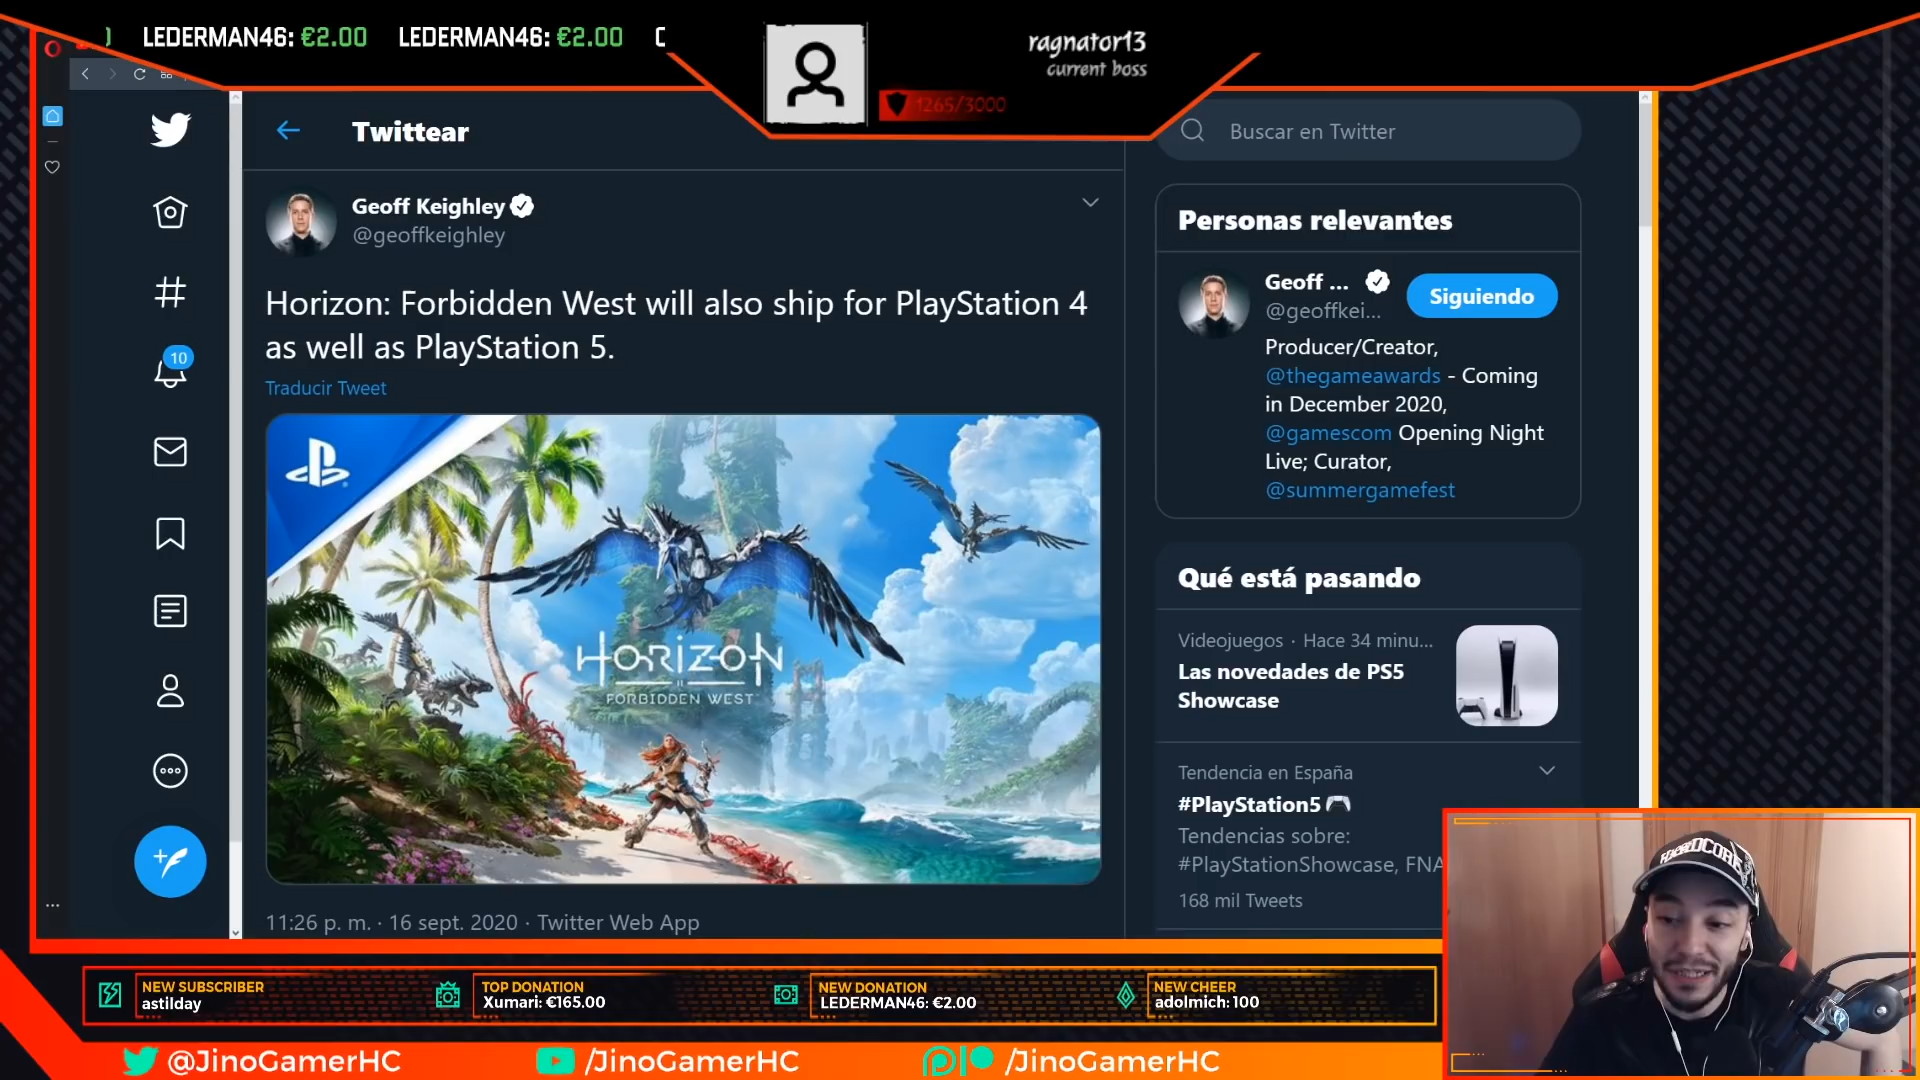 LEDERMAN46: €2.00 LEDERMAN46: €2.00
ragnator13
current boss
1265/3000
Twittear
Buscar en Twitter
Geoff Keighley
@geoffkeighley
Horizon: Forbidden West will also ship for PlayStation 4
as well as PlayStation 5.
Traducir Tweet
HORIZON
FORBIDDEN WEST
11:26 p. m. · 16 sept. 2020 · Twitter Web App
10
Personas relevantes
Geoff ...
@geoffkei...
Siguiendo
Producer/Creator,
@thegameawards - Coming
in December 2020,
@gamescom Opening Night
Live; Curator,
@summergamefest
Qué está pasando
Videojuegos · Hace 34 minu...
Las novedades de PS5
Showcase
Tendencia en España
#PlayStation5
Tendencias sobre:
#PlayStationShowcase, FNA
168 mil Tweets
HARDCORE
NEW SUBSCRIBER
astilday
TOP DONATION
Xumari: €165.00
NEW DONATION
LEDERMAN46: €2.00
NEW CHEER
adolmich: 100
@JinoGamerHC
/JinoGamerHC
/JinoGamerHC